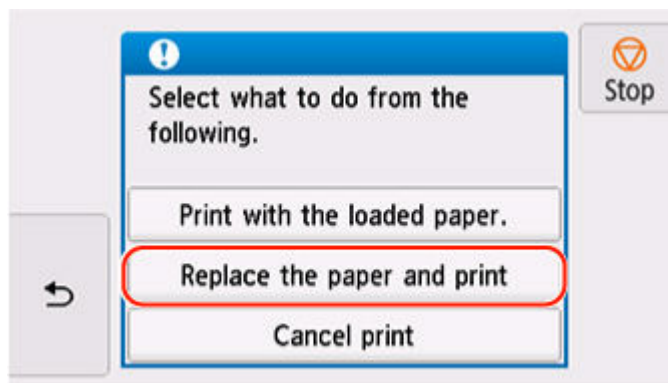 Select what to do from the
following.
Stop
Print with the loaded paper.
Replace the paper and print
Cancel print